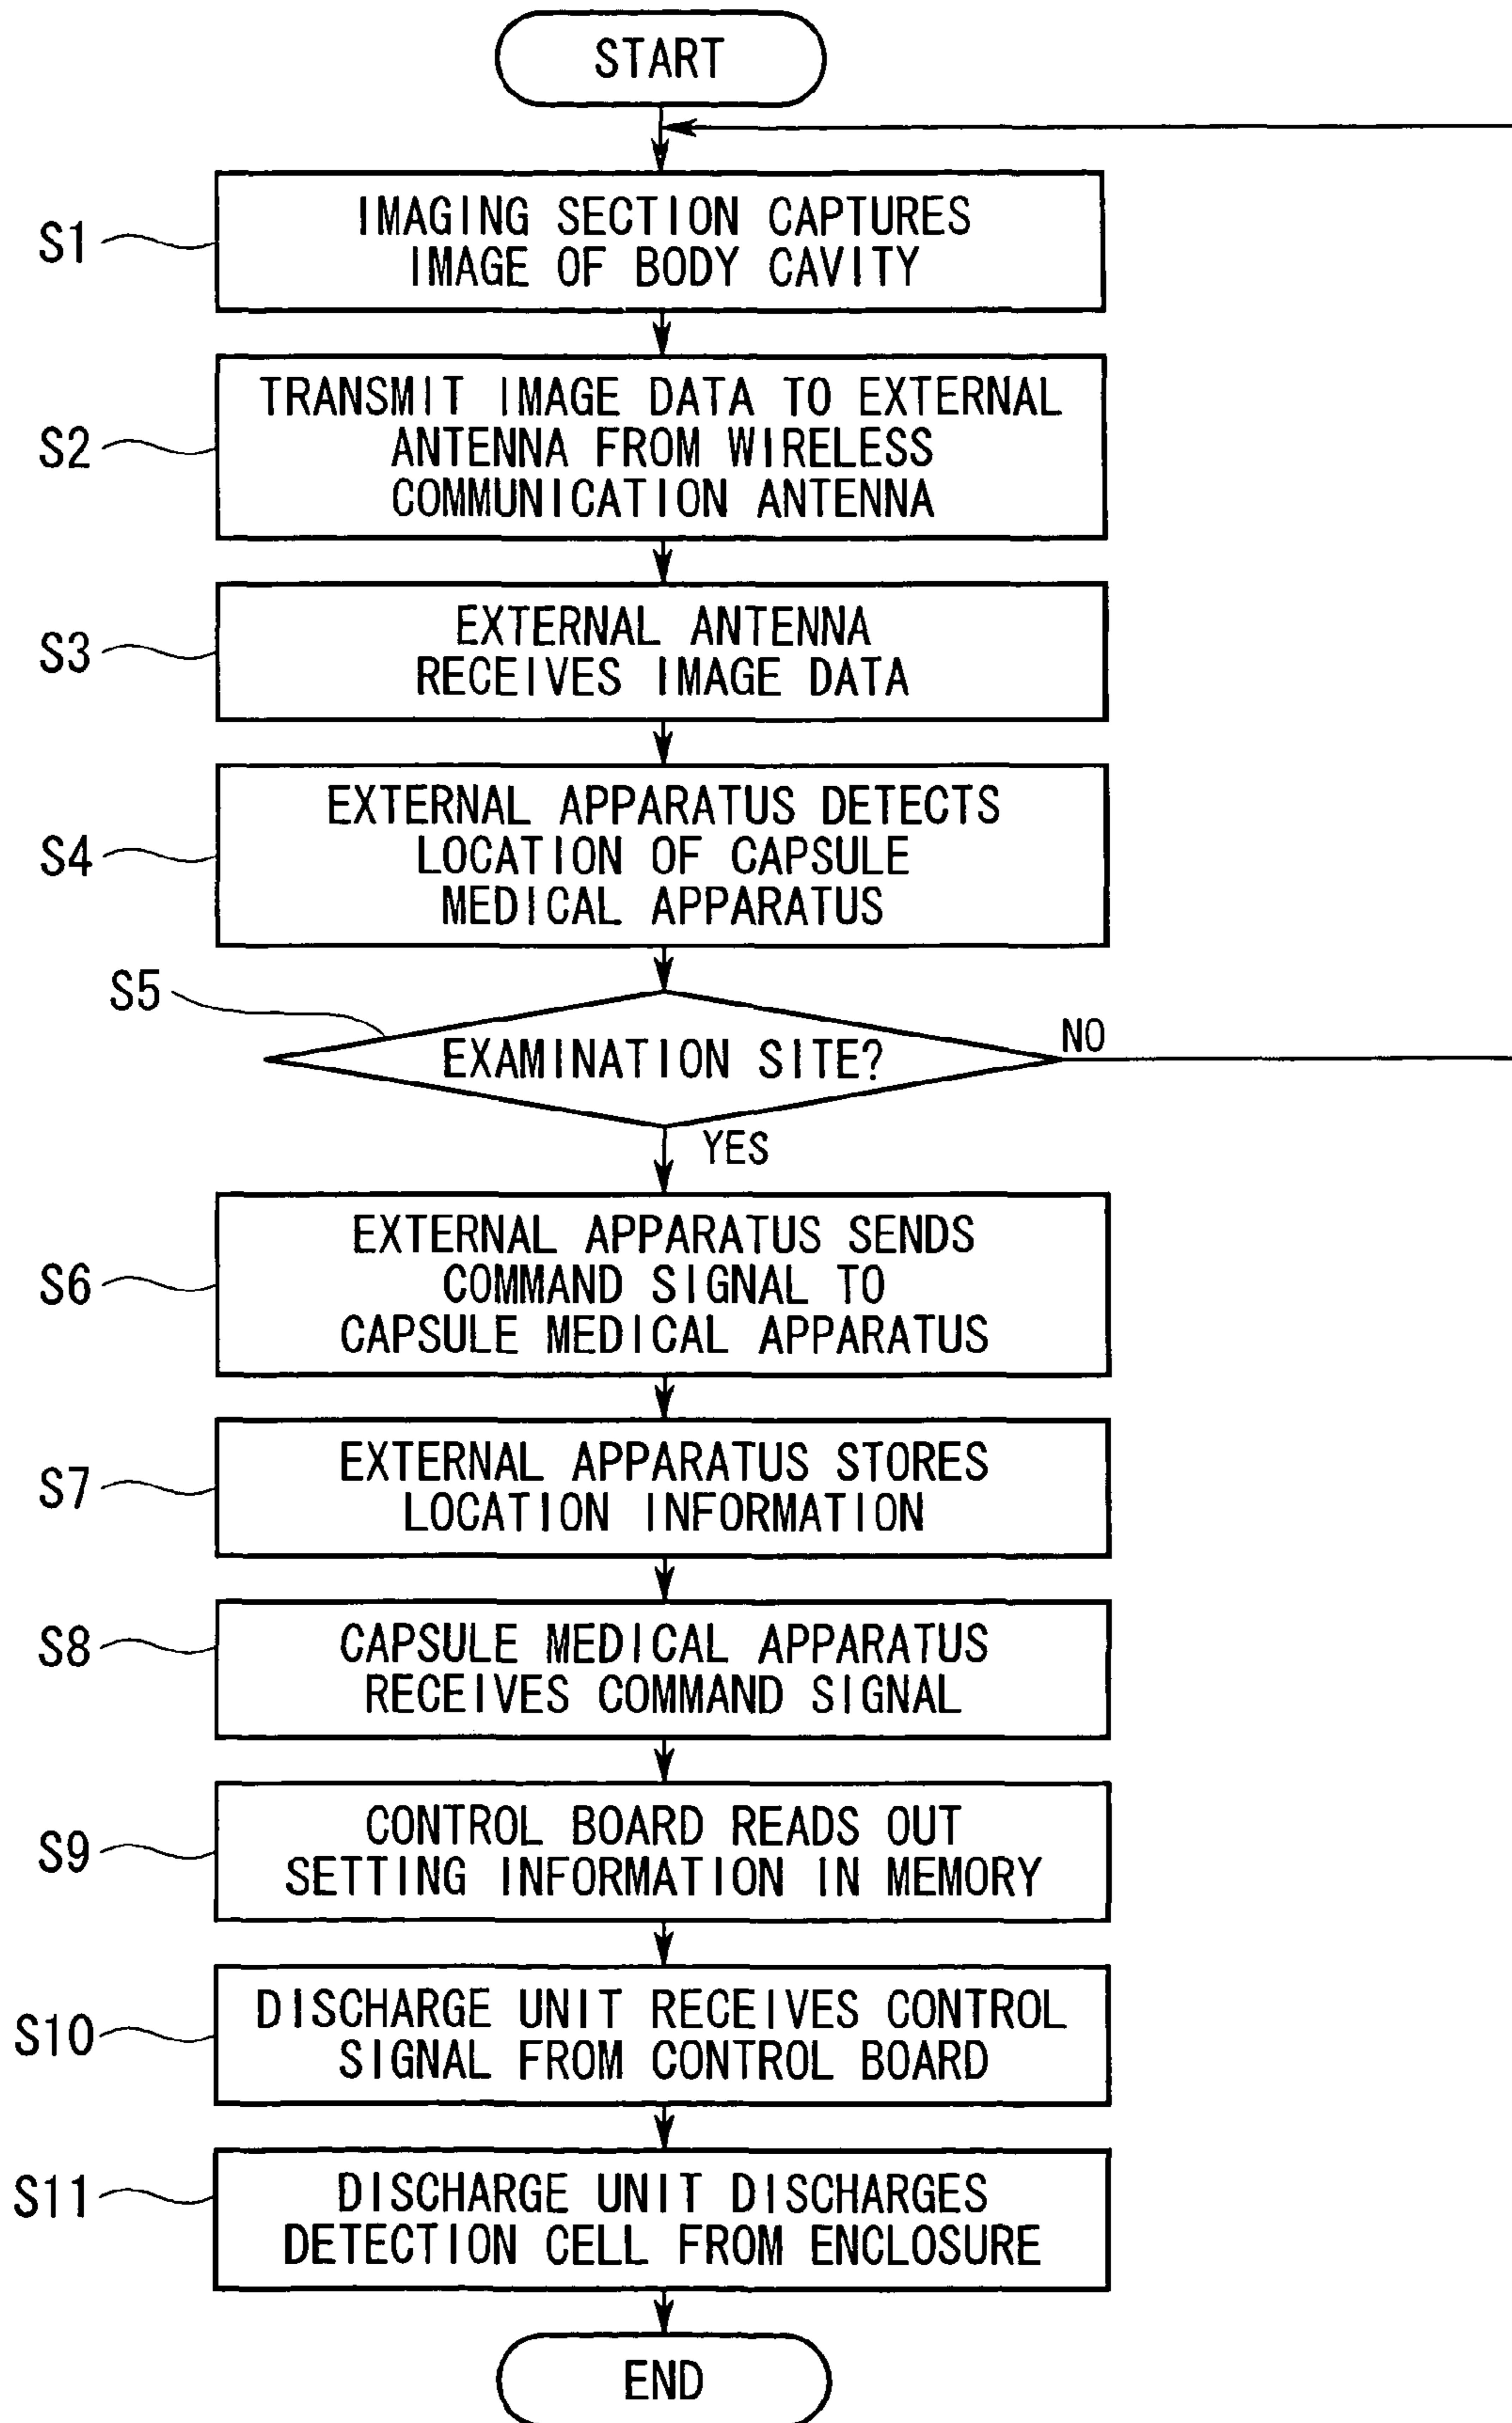 START
S1
IMAGING SECTION CAPTURES
IMAGE OF BODY CAVITY
S2
TRANSMIT IMAGE DATA TO EXTERNAL
ANTENNA FROM WIRELESS
COMMUNICATION ANTENNA
S3
EXTERNAL ANTENNA
RECEIVES IMAGE DATA
S4
EXTERNAL APPARATUS DETECTS
LOCATION OF CAPSULE
MEDICAL APPARATUS
S5
EXAMINATION SITE?
NO
YES
S6
EXTERNAL APPARATUS SENDS
COMMAND SIGNAL TO
CAPSULE MEDICAL APPARATUS
S7
EXTERNAL APPARATUS STORES
LOCATION INFORMATION
S8
CAPSULE MEDICAL APPARATUS
RECEIVES COMMAND SIGNAL
S9
CONTROL BOARD READS OUT
SETTING INFORMATION IN MEMORY
S10
DISCHARGE UNIT RECEIVES CONTROL
SIGNAL FROM CONTROL BOARD
S11
DISCHARGE UNIT DISCHARGES
DETECTION CELL FROM ENCLOSURE
END